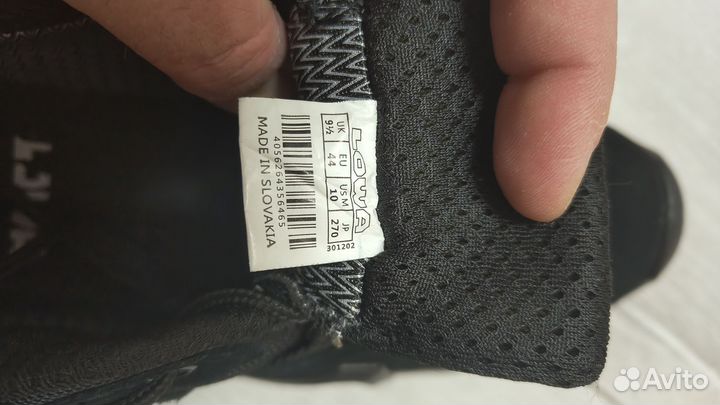 LOWA
UK EU US M JP
9½ 44 10 270
301202
4056264356465
MADE IN SLOVAKIA
Avito